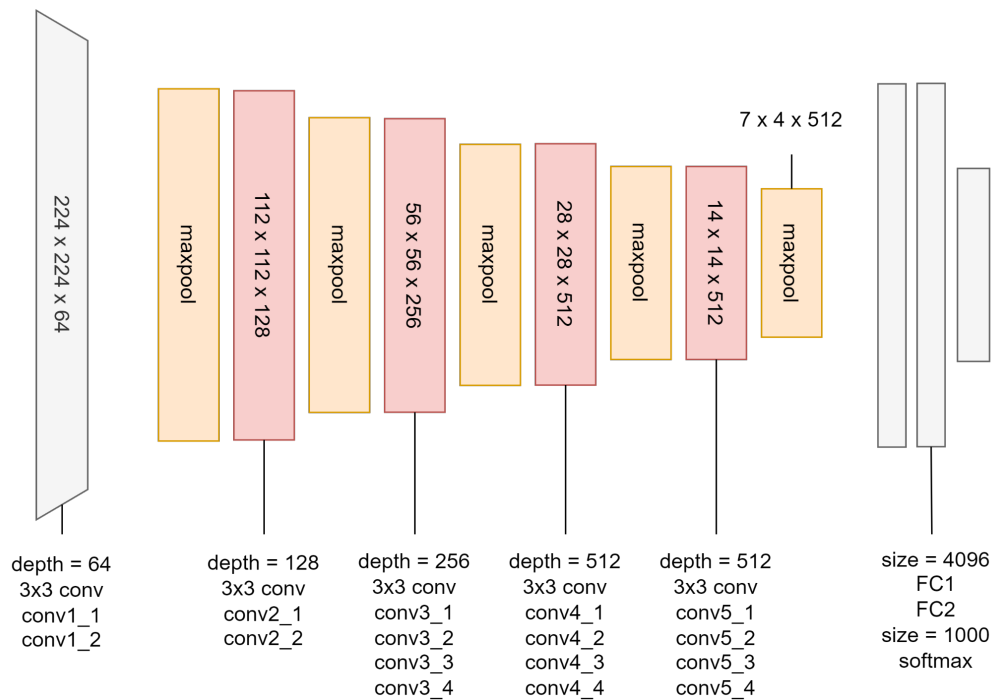 7 x 4 x 512
224 x 224 x 64
maxpool
112 x 112 x 128
maxpool
56 x 56 x 256
maxpool
28 x 28 x 512
maxpool
14 x 14 x 512
maxpool
depth = 64
3x3 conv
conv1_1
conv1_2
depth = 128
3x3 conv
conv2_1
conv2_2
depth = 256
3x3 conv
conv3_1
conv3_2
conv3_3
conv3_4
depth = 512
3x3 conv
conv4_1
conv4_2
conv4_3
conv4_4
depth = 512
3x3 conv
conv5_1
conv5_2
conv5_3
conv5_4
size = 4096
FC1
FC2
size = 1000
softmax